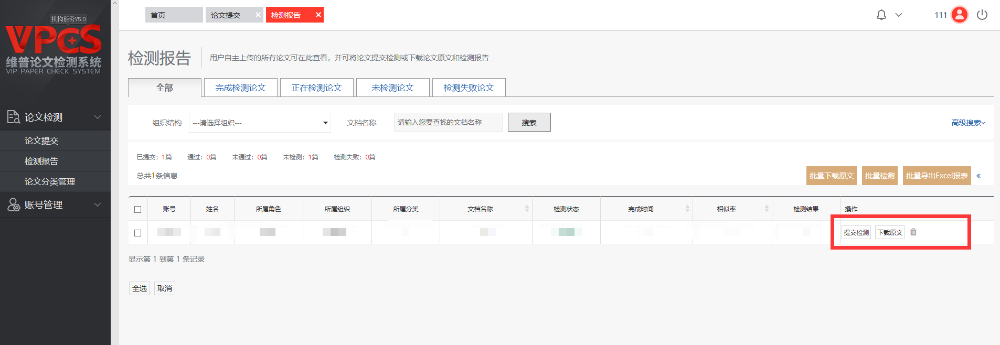 首页 论文提交 检测报告 111
机构服务V5.0
VPCS
维普论文检测系统
VIP PAPER CHECK SYSTEM
论文检测
论文提交
检测报告
论文分类管理
账号管理
检测报告 用户自主上传的所有论文可在此查看，并可将论文提交检测或下载论文原文和检测报告
全部 完成检测论文 正在检测论文 未检测论文 检测失败论文
组织结构 ---请选择组织--- 文档名称 请输入您要查找的文档名称 搜索 高级搜索
已提交：1篇 通过：0篇 未通过：0篇 未检测：1篇 检测失败：0篇
总共1条信息 批量下载原文 批量检测 批量导出Excel报表 «
账号 姓名 所属角色 所属组织 所属分类 文档名称 检测状态 完成时间 相似率 检测结果 操作
提交检测 下载原文
显示第 1 到第 1 条记录
全选 取消